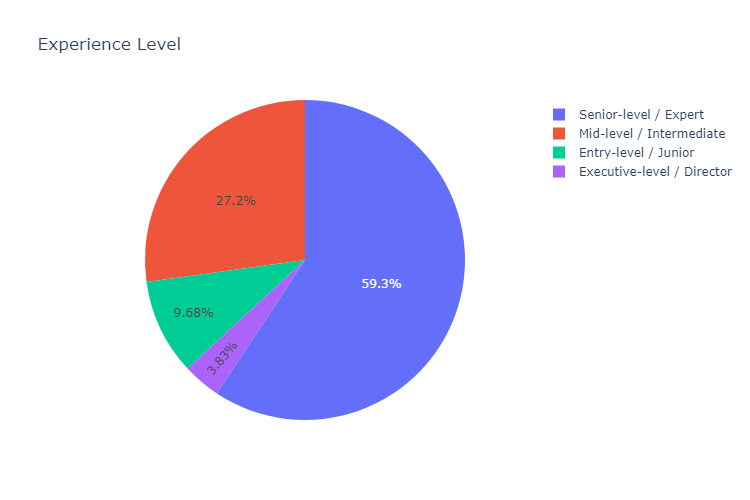 Experience Level
Senior-level / Expert
Mid-level / Intermediate
Entry-level / Junior
Executive-level / Director
27.2%
59.3%
9.68%
3.83%